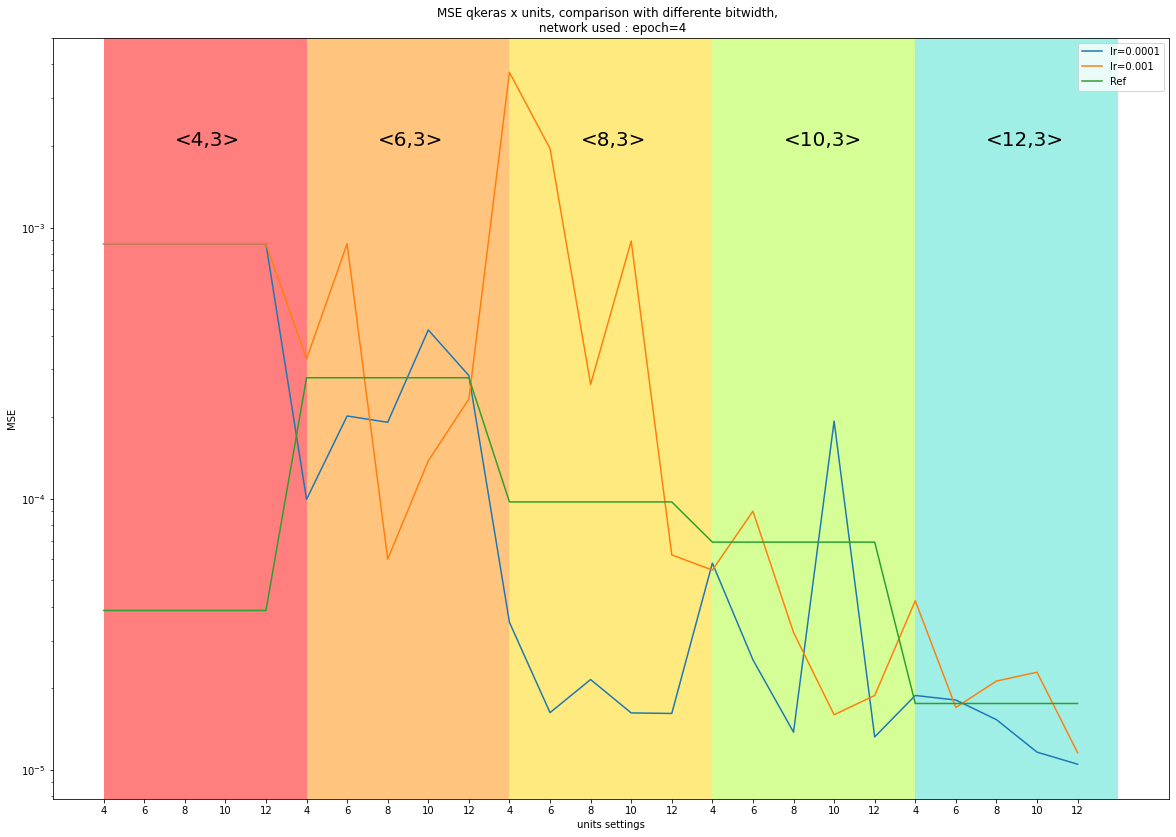 MSE qkeras x units, comparison with differente bitwidth,
network used : epoch=4
lr=0.0001
lr=0.001
Ref
<4,3>
<6,3>
<8,3>
<10,3>
<12,3>
MSE
10⁻³
10⁻⁴
10⁻⁵
4 6 8 10 12 4 6 8 10 12 4 6 8 10 12 4 6 8 10 12 4 6 8 10 12
units settings